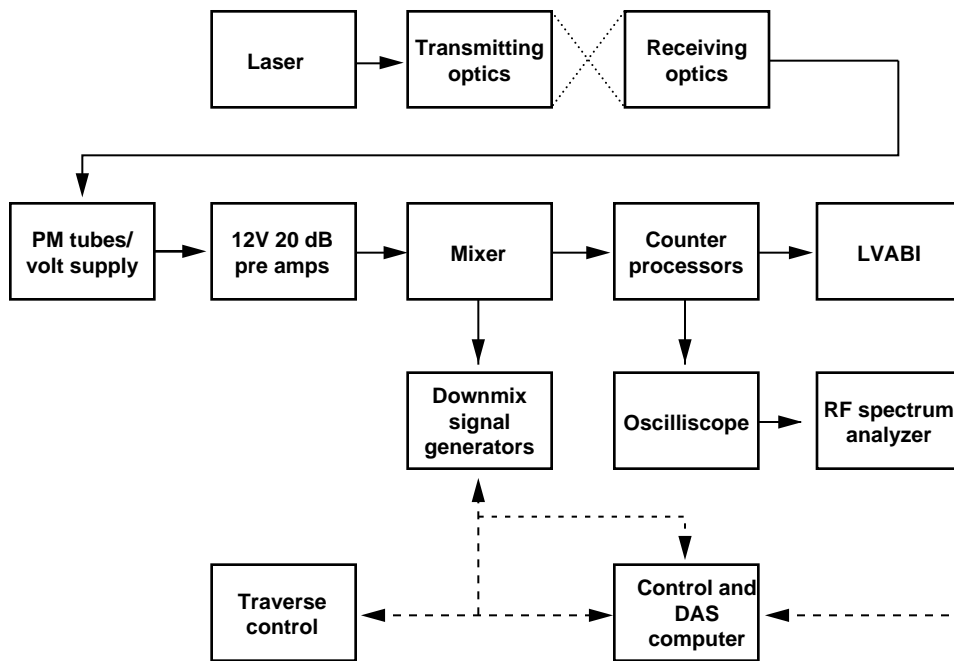 Laser
Transmitting
optics
Receiving
optics
PM tubes/
volt supply
12V 20 dB
pre amps
Mixer
Counter
processors
LVABI
Downmix
signal
generators
Oscilliscope
RF spectrum
analyzer
Traverse
control
Control and
DAS
computer